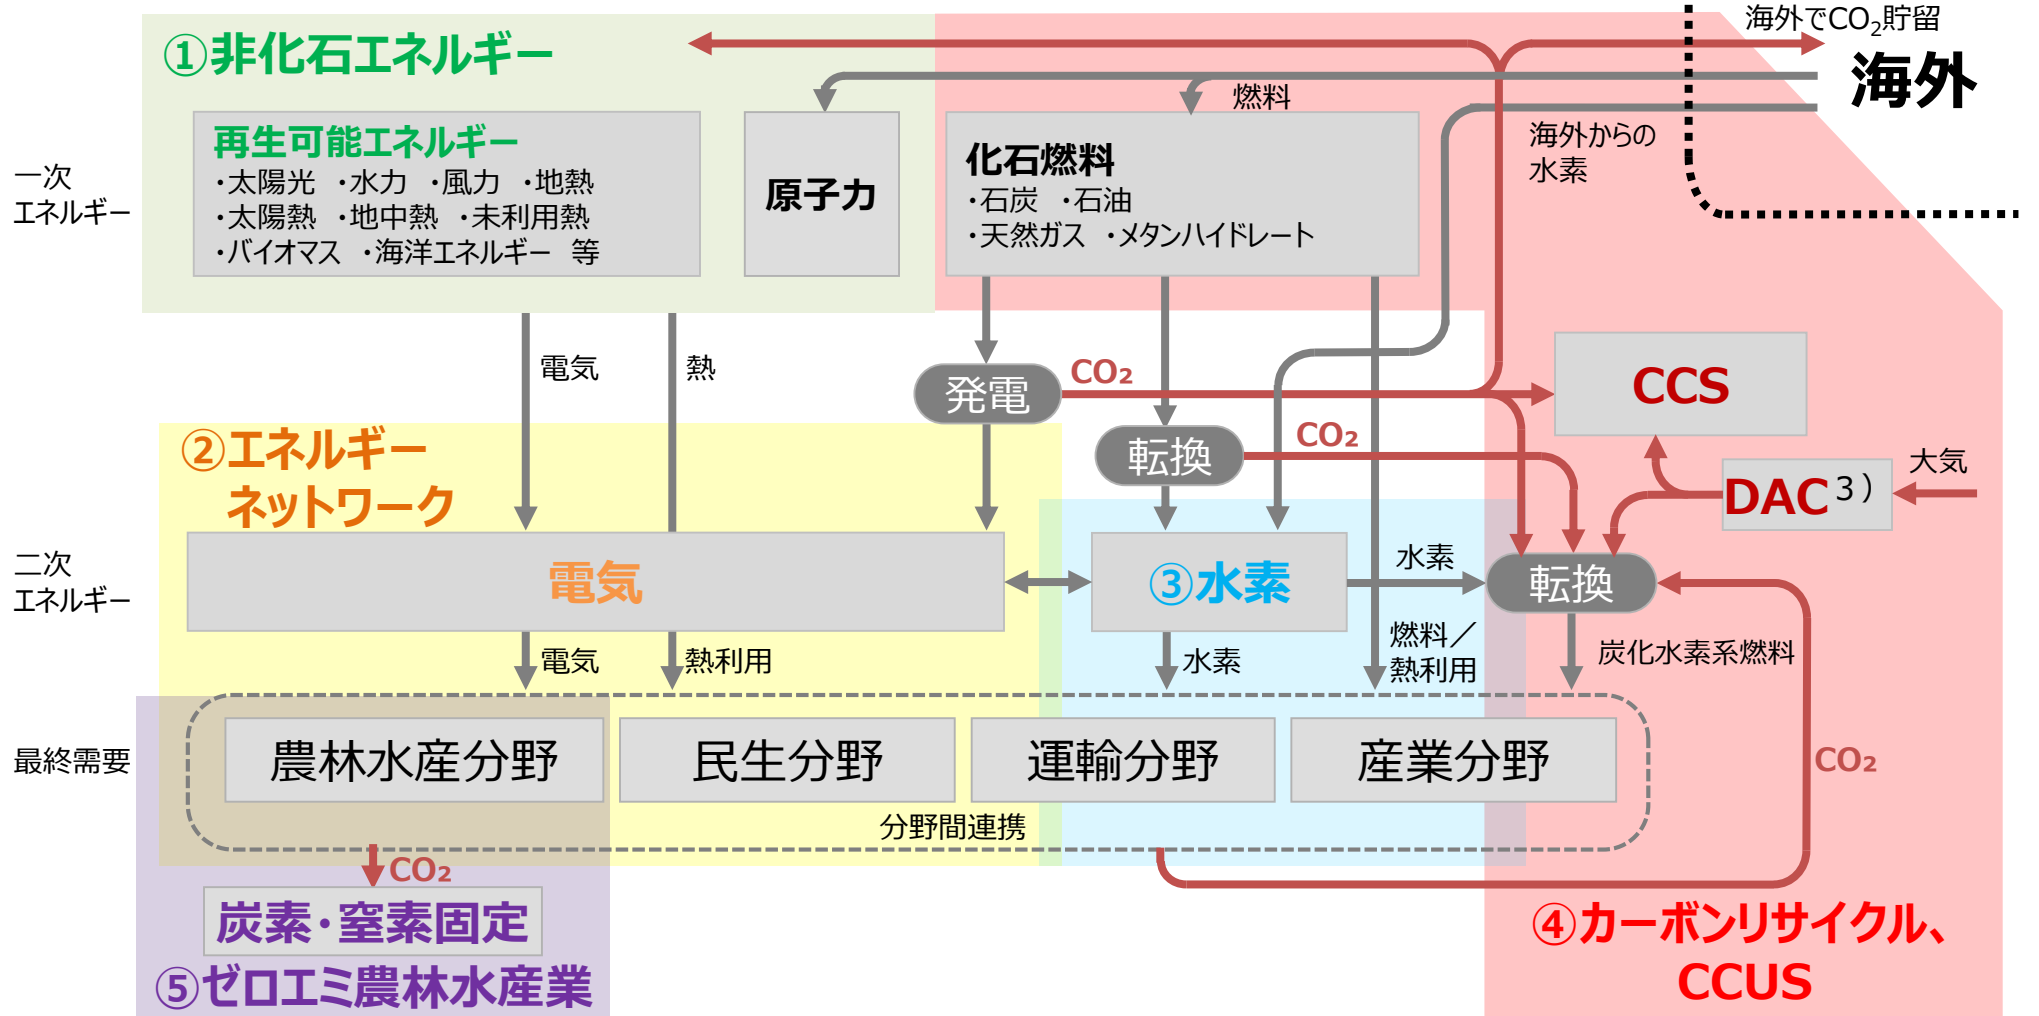 海外でCO₂貯留
①非化石エネルギー
海外
燃料
海外からの
水素
再生可能エネルギー
・太陽光 ・水力 ・風力 ・地熱
・太陽熱 ・地中熱 ・未利用熱
・バイオマス ・海洋エネルギー 等
原子力
化石燃料
・石炭 ・石油
・天然ガス ・メタンハイドレート
一次
エネルギー
電気
熱
発電
CO₂
CCS
転換
CO₂
②エネルギー
ネットワーク
大気
DAC3）
二次
エネルギー
電気
③水素
水素
転換
電気
熱利用
水素
燃料／
熱利用
炭化水素系燃料
最終需要
農林水産分野
民生分野
運輸分野
産業分野
CO₂
分野間連携
CO₂
炭素・窒素固定
⑤ゼロエミ農林水産業
④カーボンリサイクル、
CCUS